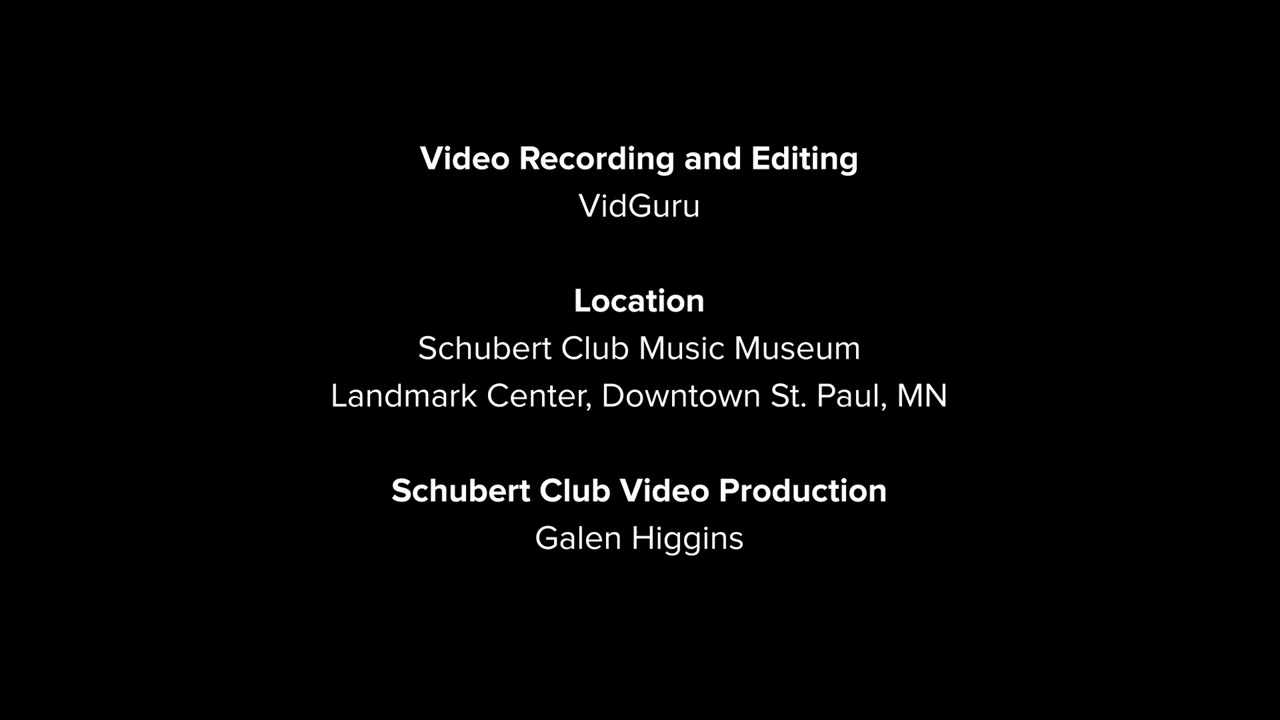 Video Recording and Editing
VidGuru
Location
Schubert Club Music Museum
Landmark Center, Downtown St. Paul, MN
Schubert Club Video Production
Galen Higgins